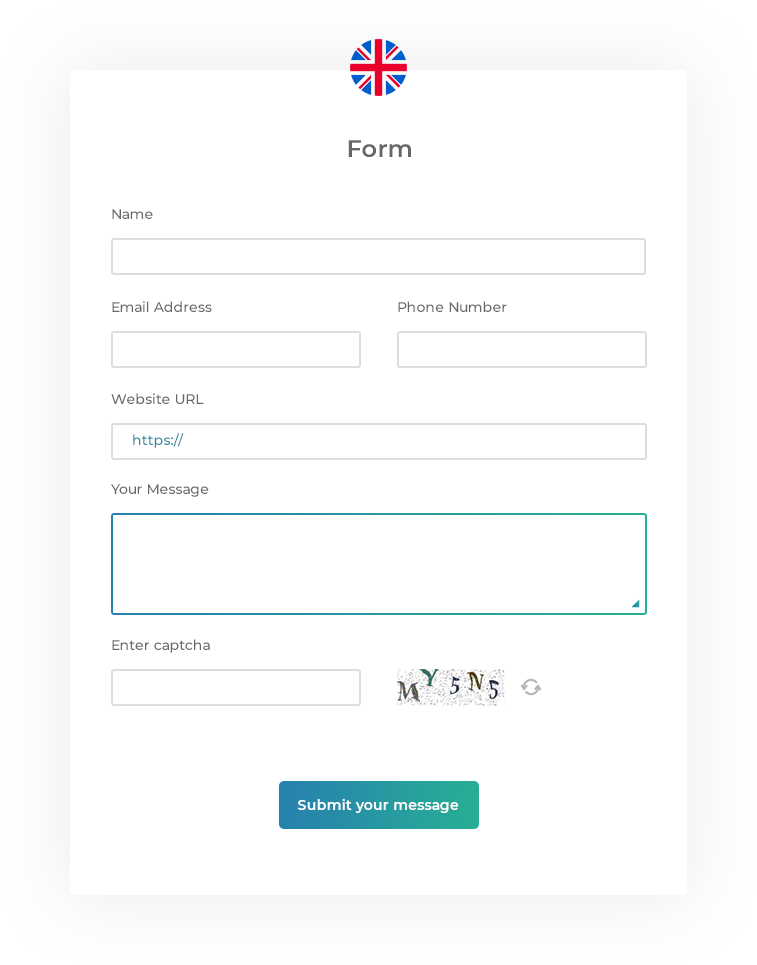 Form
Name
Email Address Phone Number
Website URL
https://
Your Message
Enter captcha
MY5N5
Submit your message